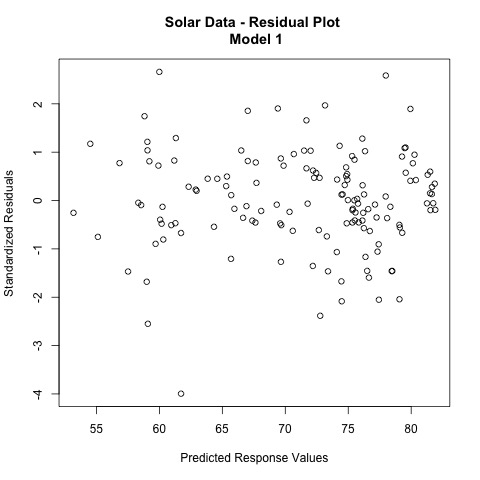 Solar Data - Residual Plot
Model 1
Standardized Residuals
2
1
0
-1
-2
-3
-4
55 60 65 70 75 80
Predicted Response Values